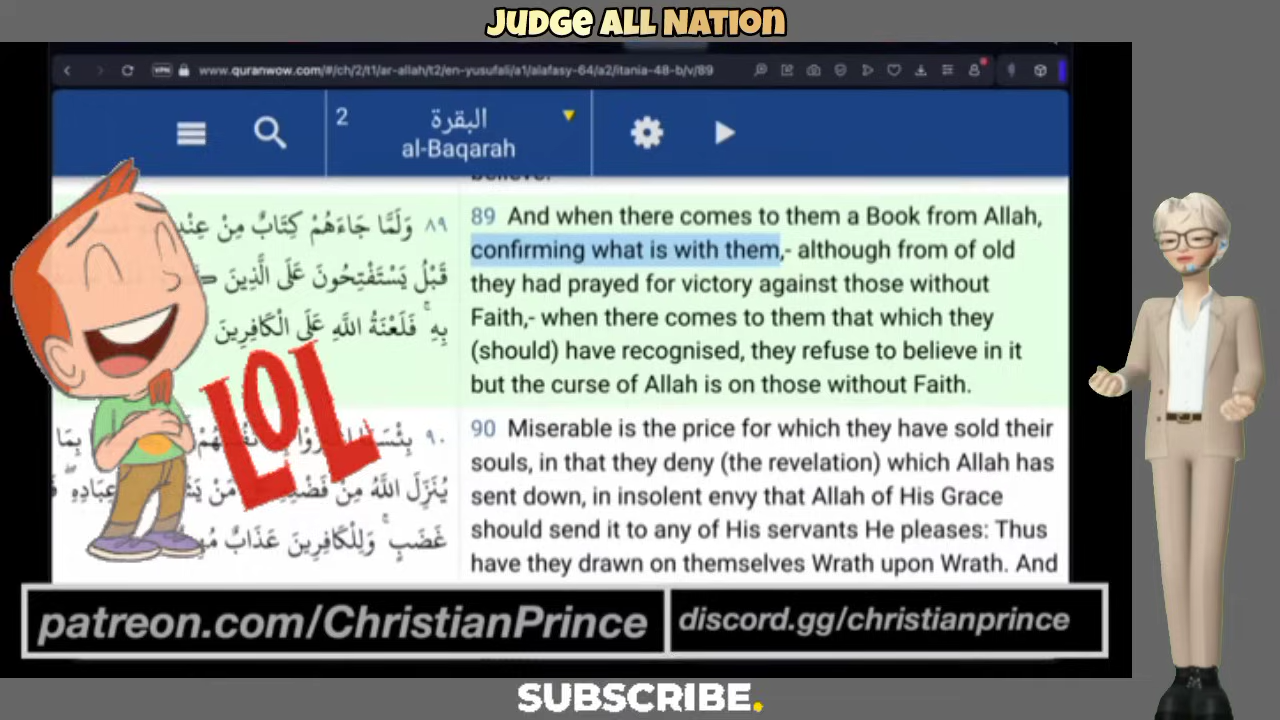 JUDGE ALL NATION
VPN www.quranwow.com/#/ch/2/t1/ar-allah/t2/en-yusufali/a1/alafasy-64/a2/itania-48-b/v/89
2 البقرة
al-Baqarah
believe.
٨٩ وَلَمَّا جَاءَهُمْ كِتَابٌ مِنْ عِنْدِ
قَبْلُ يَسْتَفْتِحُونَ عَلَى الَّذِينَ
بِهِ ۚ فَلَعْنَةُ اللَّهِ عَلَى الْكَافِرِينَ
89 And when there comes to them a Book from Allah,
confirming what is with them,- although from of old
they had prayed for victory against those without
Faith,- when there comes to them that which they
(should) have recognised, they refuse to believe in it
but the curse of Allah is on those without Faith.
٩٠
يُنَزِّلَ اللَّهُ مِنْ
غَضَبٍ ۚ وَلِلْكَافِرِينَ عَذَابٌ
90 Miserable is the price for which they have sold their
souls, in that they deny (the revelation) which Allah has
sent down, in insolent envy that Allah of His Grace
should send it to any of His servants He pleases: Thus
have they drawn on themselves Wrath upon Wrath. And
LOL
patreon.com/ChristianPrince
discord.gg/christianprince
SUBSCRIBE.